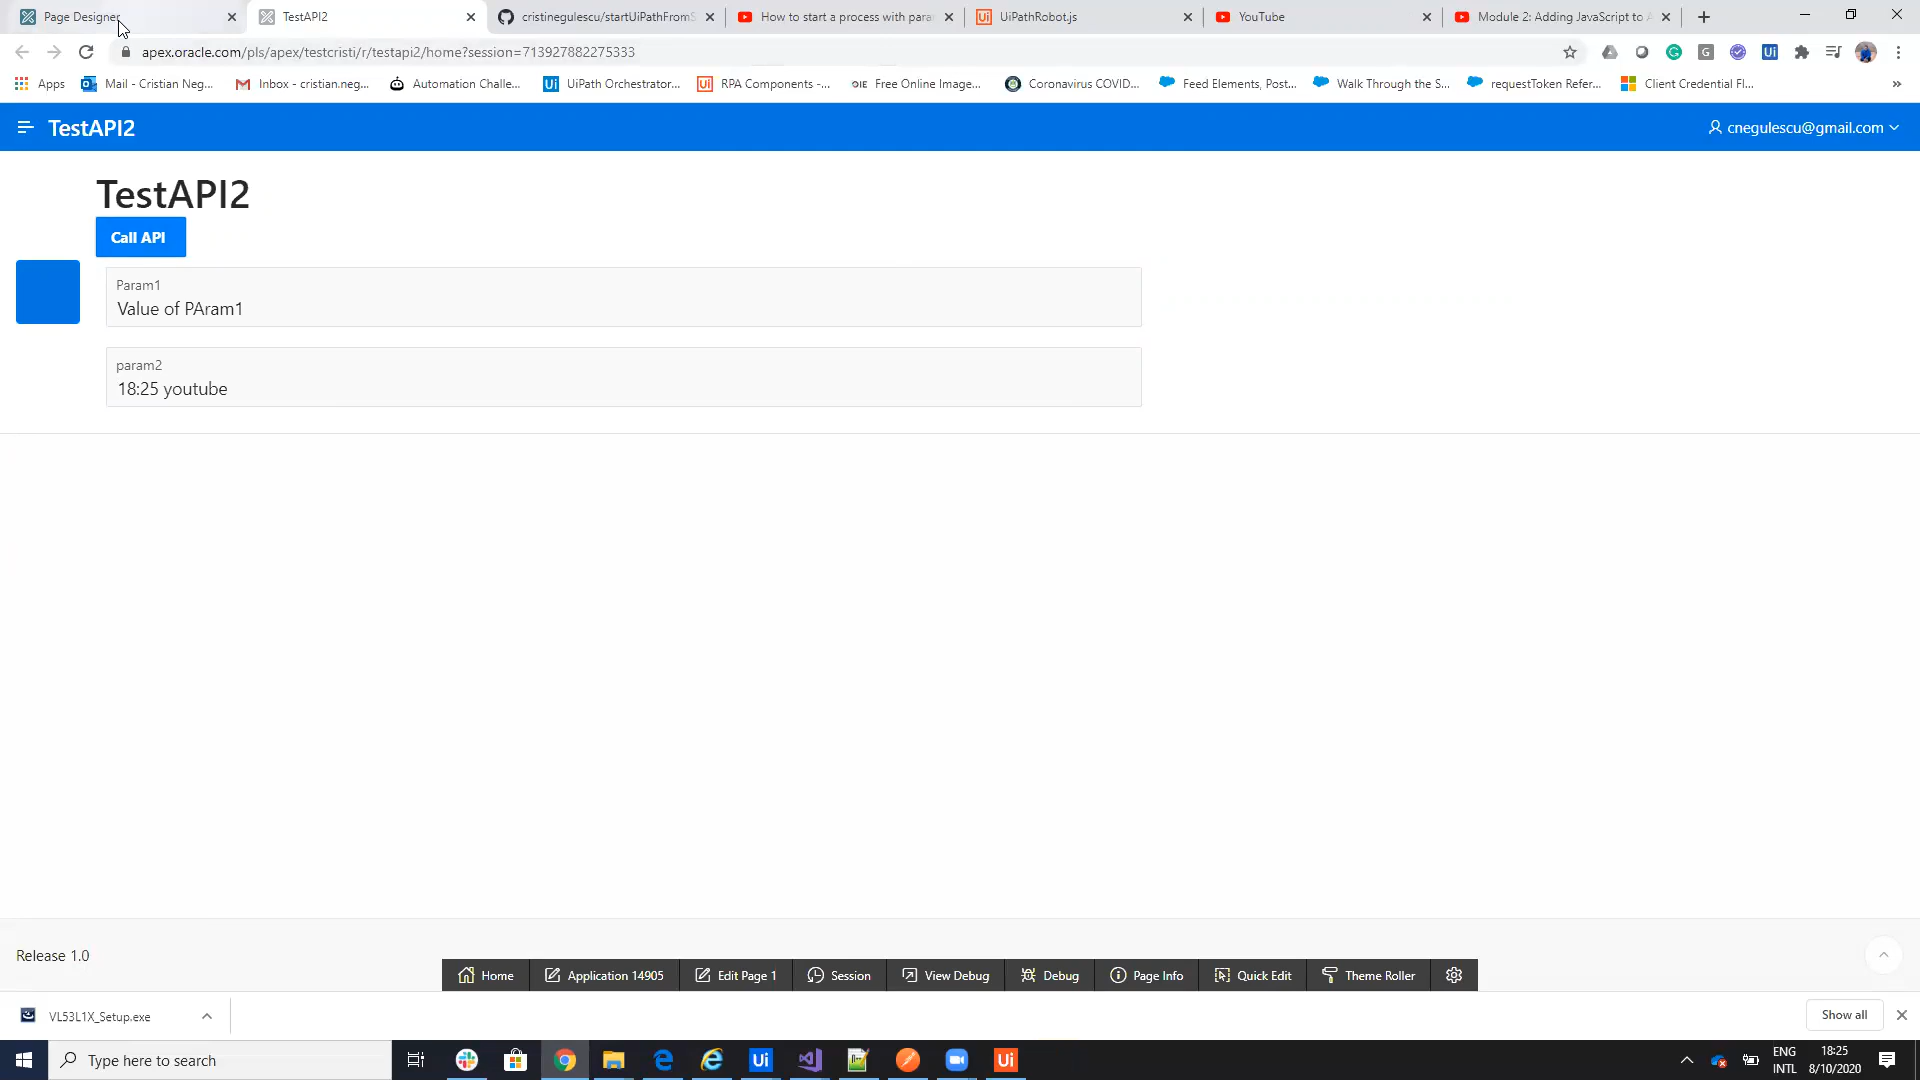 Page Designer
TestAPI2
cristinegulescu/startUiPathFromS
How to start a process with para
UiPathRobot.js
YouTube
Module 2: Adding JavaScript to A
apex.oracle.com/pls/apex/testcristi/r/testapi2/home?session=713927882275333
Apps
Mail - Cristian Neg...
Inbox - cristian.neg...
Automation Challe...
UiPath Orchestrator...
RPA Components -...
Free Online Image...
Coronavirus COVID...
Feed Elements, Post...
Walk Through the S...
requestToken Refer...
Client Credential Fl...
»
TestAPI2
cnegulescu@gmail.com
TestAPI2
Call API
Param1
Value of PAram1
param2
18:25 youtube
Release 1.0
Home
Application 14905
Edit Page 1
Session
View Debug
Debug
Page Info
Quick Edit
Theme Roller
VL53L1X_Setup.exe
Show all
Type here to search
ENG
INTL
18:25
8/10/2020